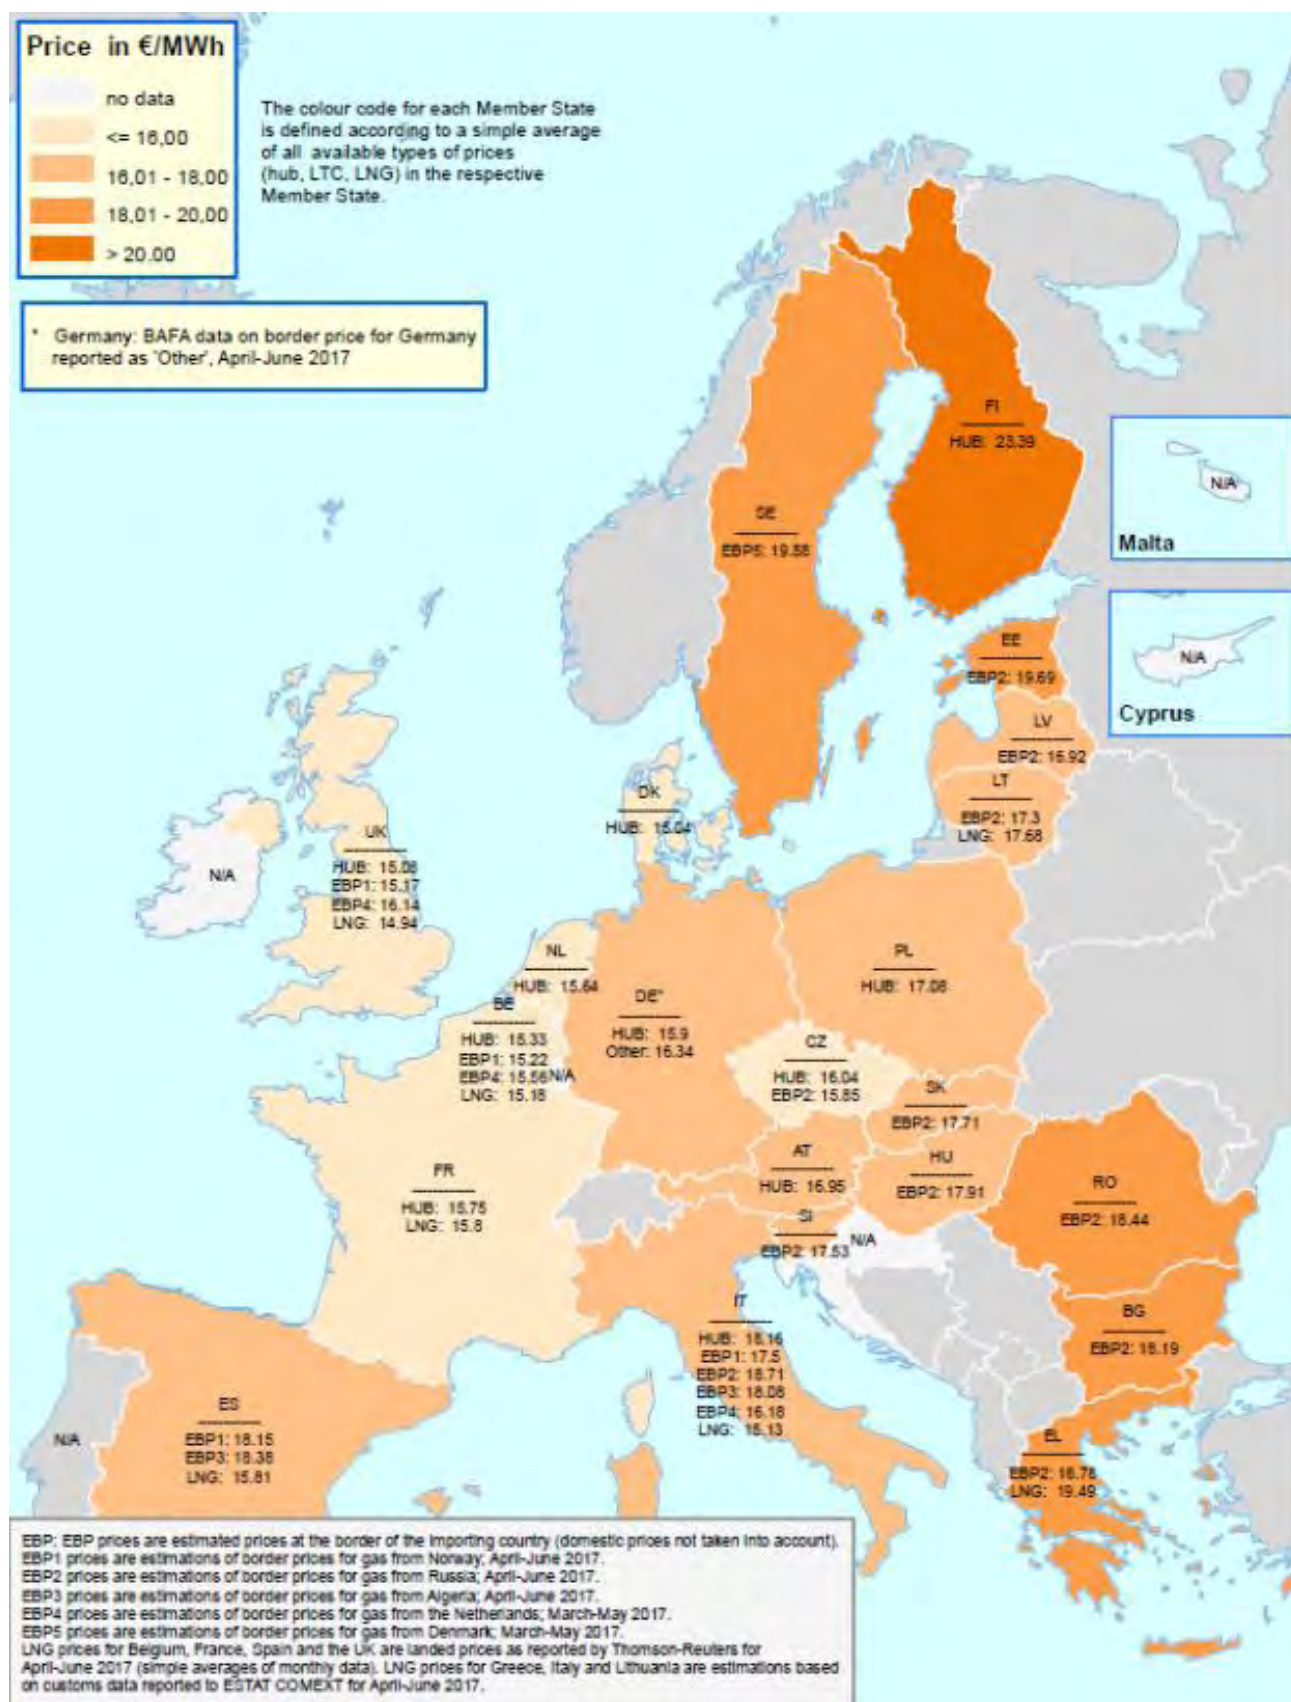 Price in €/MWh
no data
<= 16,00
16,01 - 18,00
18,01 - 20,00
> 20.00
The colour code for each Member State
is defined according to a simple average
of all available types of prices
(hub, LTC, LNG) in the respective
Member State.
* Germany: BAFA data on border price for Germany
reported as 'Other', April-June 2017
FI
HUB: 23.39
N/A
Malta
SE
EBP5: 19.58
N/A
Cyprus
EE
EBP2: 19.69
LV
EBP2: 16.92
LT
EBP2: 17.3
LNG: 17.68
DK
HUB: 15.04
UK
HUB: 15.08
EBP1: 15.17
EBP4: 16.14
LNG: 14.94
N/A
NL
HUB: 15.64
BE
HUB: 15.33
EBP1: 15.22
EBP4: 15.56
LNG: 15.18
N/A
DE*
HUB: 15.9
Other: 16.34
PL
HUB: 17.08
CZ
HUB: 16.04
EBP2: 15.85
SK
EBP2: 17.71
AT
HUB: 16.95
HU
EBP2: 17.91
FR
HUB: 15.75
LNG: 15.8
SI
EBP2: 17.53
N/A
RO
EBP2: 18.44
BG
EBP2: 18.19
IT
HUB: 18.16
EBP1: 17.5
EBP2: 18.71
EBP3: 18.08
EBP4: 16.18
LNG:
ES
EBP1: 18.15
EBP3: 18.38
LNG: 15.81
N/A
EL
EBP2:
LNG: 19.49
EBP: EBP prices are estimated prices at the border of the importing country (domestic prices not taken into account).
EBP1 prices are estimations of border prices for gas from Norway; April-June 2017.
EBP2 prices are estimations of border prices for gas from Russia; April-June 2017.
EBP3 prices are estimations of border prices for gas from Algeria; April-June 2017.
EBP4 prices are estimations of border prices for gas from the Netherlands; March-May 2017.
EBP5 prices are estimations of border prices for gas from Denmark; March-May 2017.
LNG prices for Belgium, France, Spain and the UK are landed prices as reported by Thomson-Reuters for
April-June 2017 (simple averages of monthly data). LNG prices for Greece, Italy and Lithuania are estimations based
on customs data reported to ESTAT COMEXT for April-June 2017.